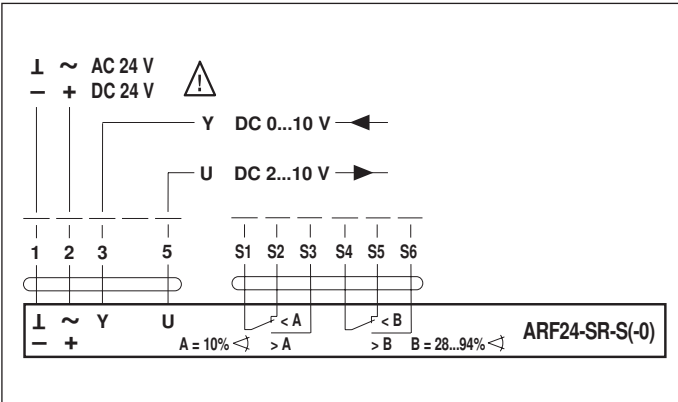 ⊥ ~ AC 24 V
– + DC 24 V
Y DC 0...10 V
U DC 2...10 V
1 2 3 5 S1 S2 S3 S4 S5 S6
⊥ ~ Y U < A < B
– + A = 10% > A > B B = 28...94%
ARF24-SR-S(-0)